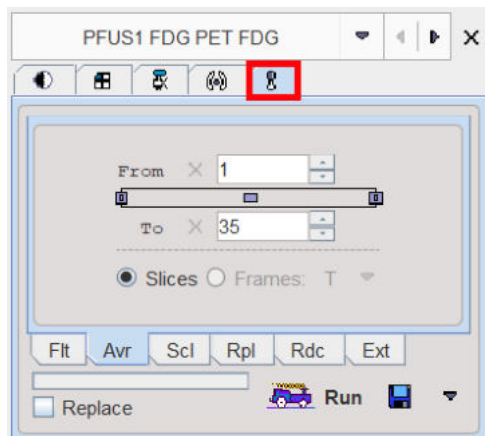 PFUS1 FDG PET FDG
From 1
To 35
Slices Frames: T
Flt Avr Scl Rpl Rdc Ext
Run
Replace